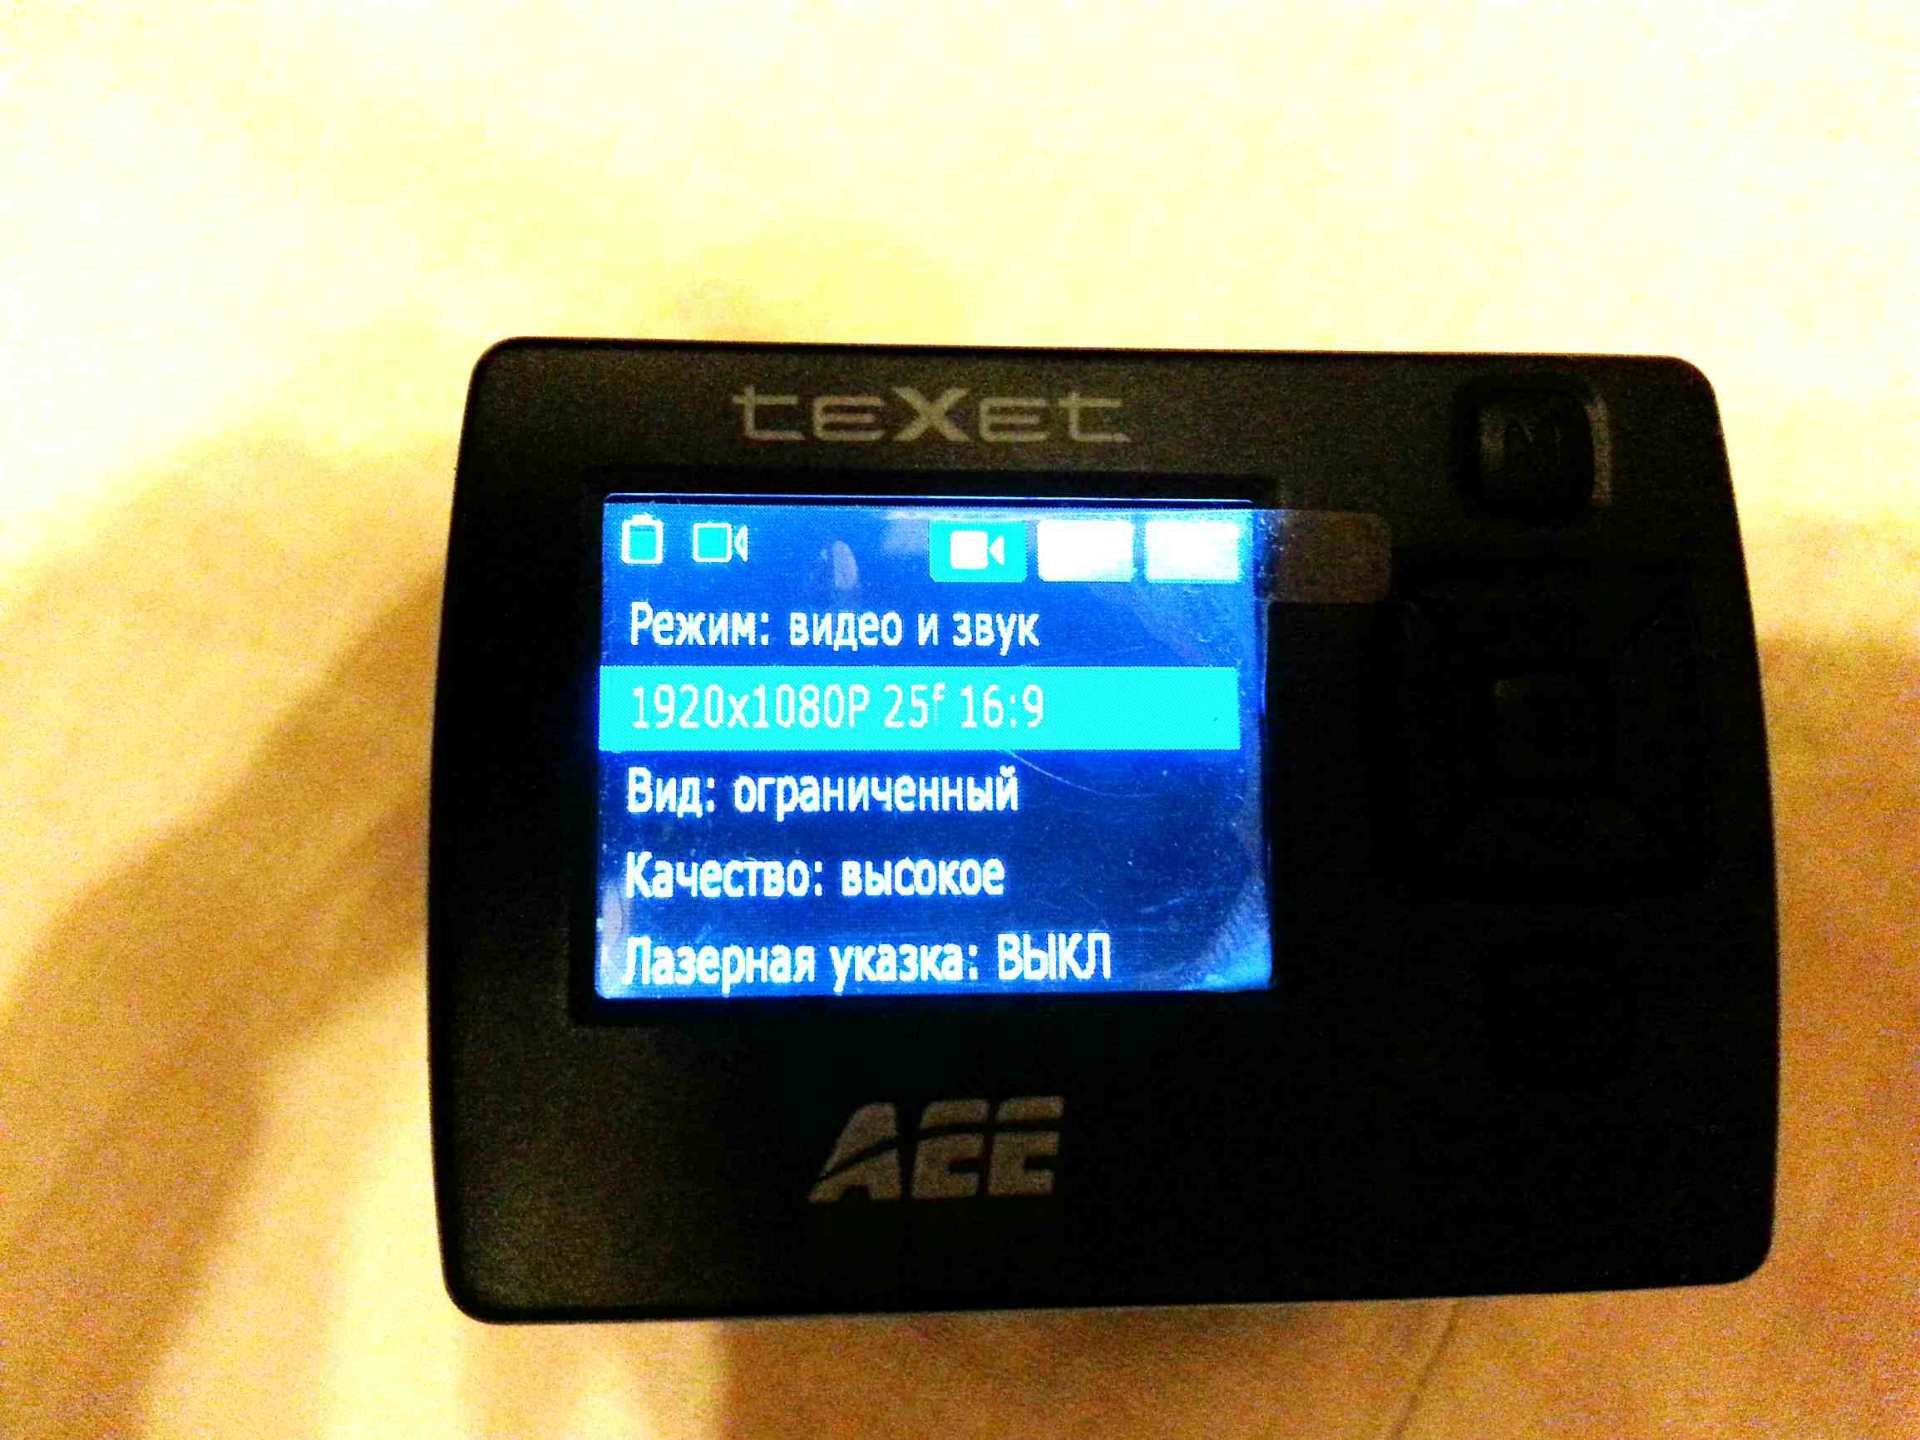 teXet
Режим: видео и звук
1920x1080P 25f 16:9
Вид: ограниченный
Качество: высокое
Лазерная указка: ВЫКЛ
AEE